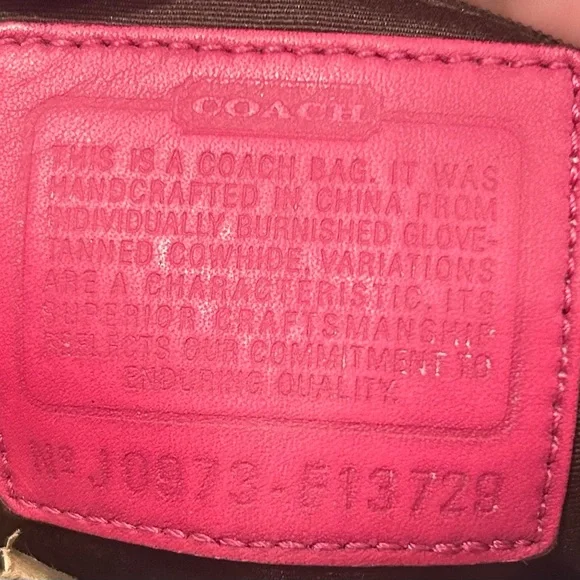 COACH
THIS IS A COACH BAG. IT WAS
HANDCRAFTED IN CHINA FROM
INDIVIDUALLY BURNISHED GLOVE-
TANNED COWHIDE. VARIATIONS
ARE A CHARACTERISTIC. ITS
SUPERIOR CRAFTSMANSHIP
REFLECTS OUR COMMITMENT TO
ENDURING QUALITY.
Nº J0973-F13729